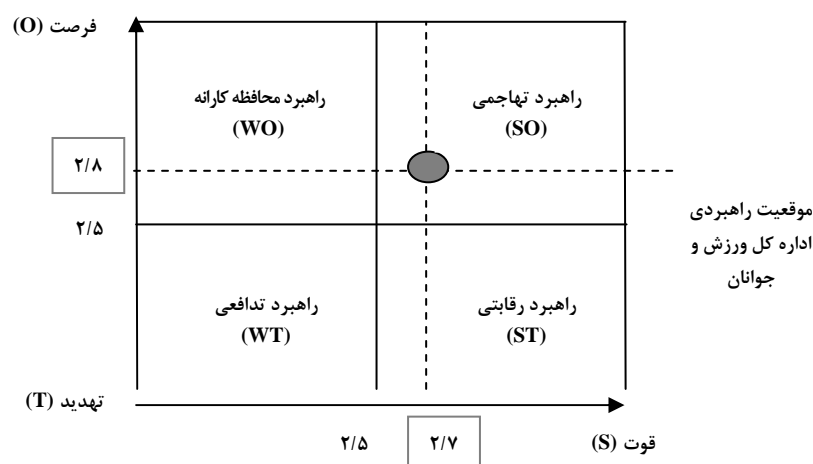 فرصت (O)
راهبرد محافظه کارانه
(WO)
راهبرد تهاجمی
(SO)
۲/۸
۲/۵
موقعیت راهبردی
اداره کل ورزش و
جوانان
راهبرد تدافعی
(WT)
راهبرد رقابتی
(ST)
تهدید (T)
۲/۵
۲/۷
قوت (S)